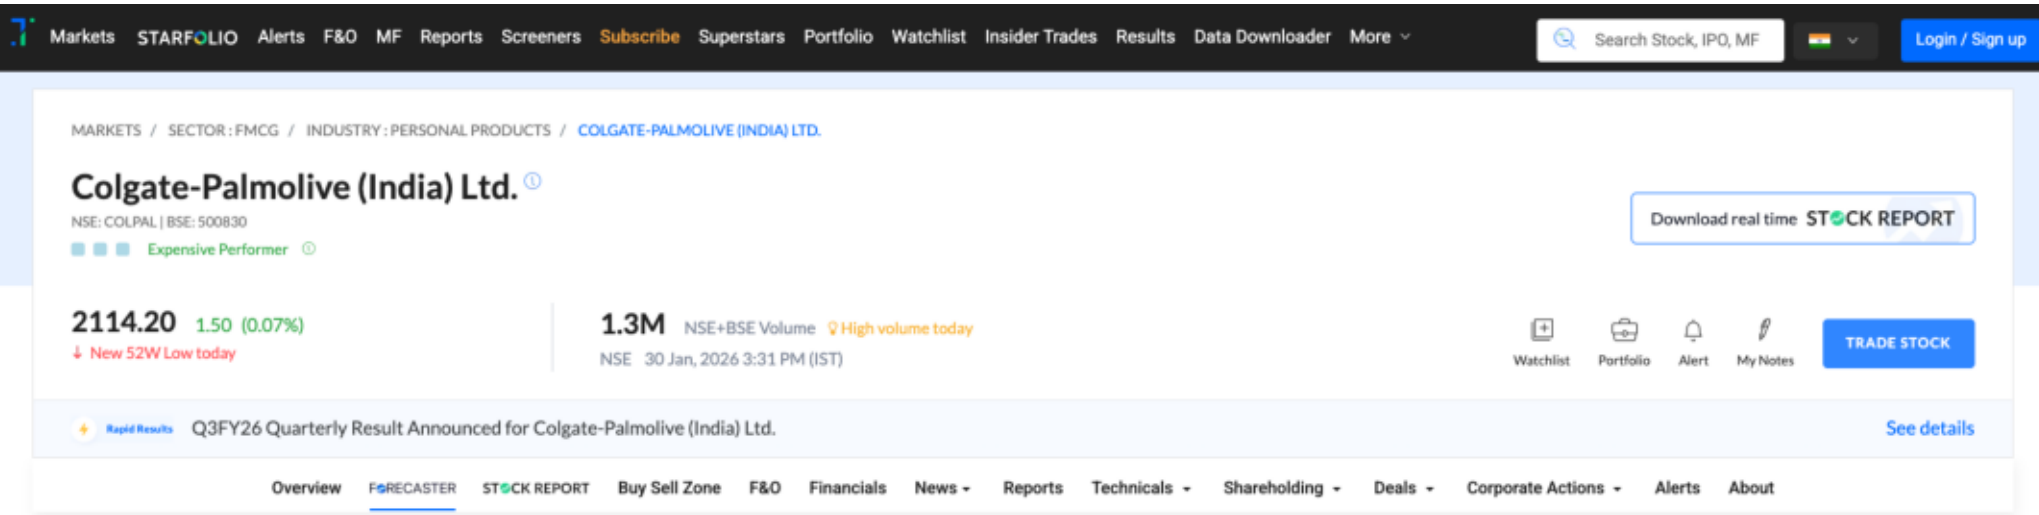 Markets STARFOLIO Alerts F&O MF Reports Screeners Subscribe Superstars Portfolio Watchlist Insider Trades Results Data Downloader More Search Stock, IPO, MF Login / Sign up
MARKETS / SECTOR : FMCG / INDUSTRY : PERSONAL PRODUCTS / COLGATE-PALMOLIVE (INDIA) LTD.
Colgate-Palmolive (India) Ltd.
NSE: COLPAL | BSE: 500830
Expensive Performer
Download real time STOCK REPORT
2114.20 1.50 (0.07%)
New 52W Low today
1.3M NSE+BSE Volume High volume today
NSE 30 Jan, 2026 3:31 PM (IST)
Watchlist Portfolio Alert My Notes
TRADE STOCK
Rapid Results Q3FY26 Quarterly Result Announced for Colgate-Palmolive (India) Ltd. See details
Overview FORECASTER STOCK REPORT Buy Sell Zone F&O Financials News Reports Technicals Shareholding Deals Corporate Actions Alerts About